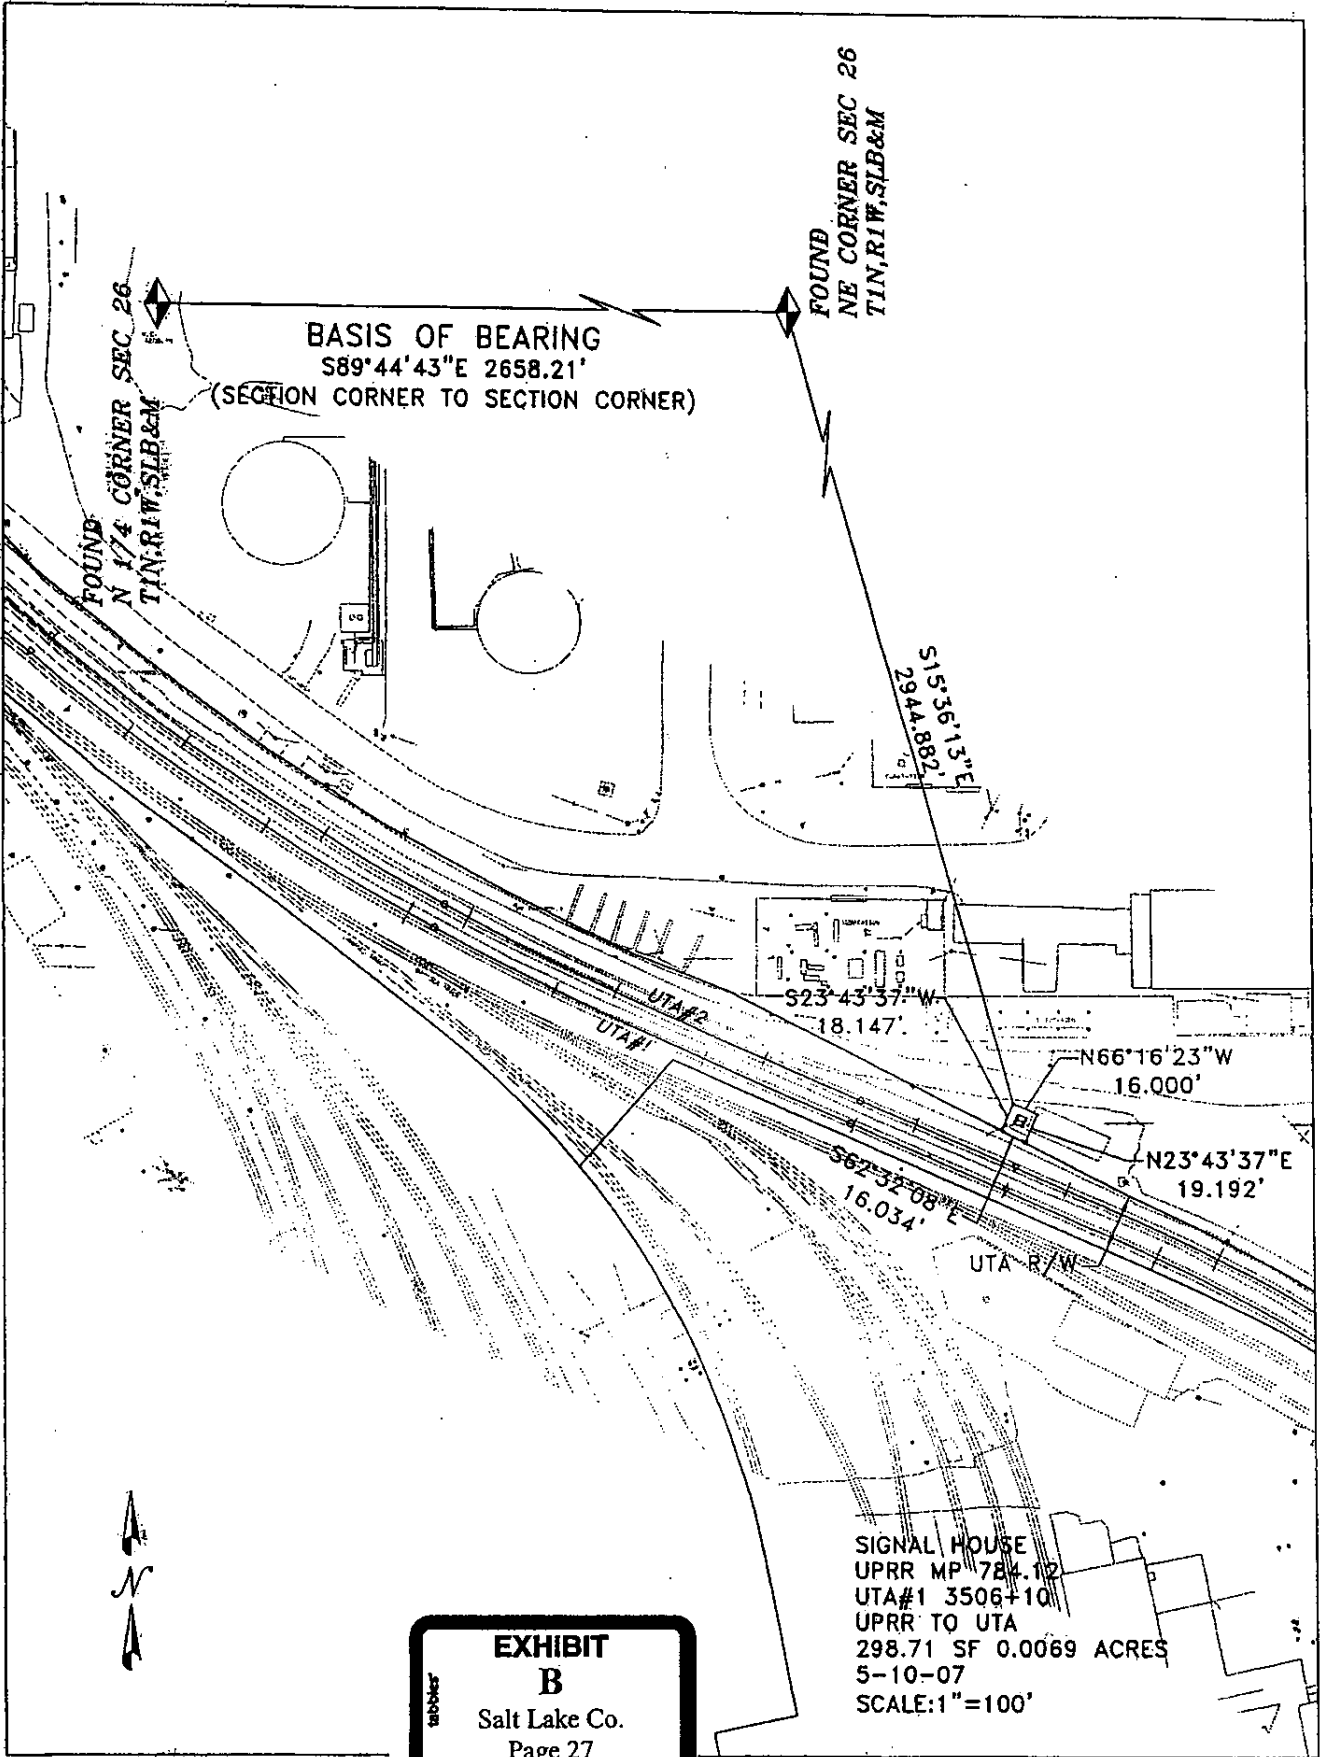 FOUND
NE CORNER SEC 26
T1N,R1W,SLB&M
FOUND
N 1/4 CORNER SEC 26
T1N,R1W,SLB&M
BASIS OF BEARING
S89°44'43"E 2658.21'
(SECTION CORNER TO SECTION CORNER)
S15°36'13"E
2944.882'
UTA#2
UTA#1
S23°43'37"W
18.147'
N66°16'23"W
16.000'
N23°43'37"E
19.192'
S62°32'08"E
16.034'
UTA R/W
N
SIGNAL HOUSE
UPRR MP 784.12
UTA#1 3506+10
UPRR TO UTA
298.71 SF 0.0069 ACRES
5-10-07
SCALE:1"=100'
tabbies'
EXHIBIT
B
Salt Lake Co.
Page 27